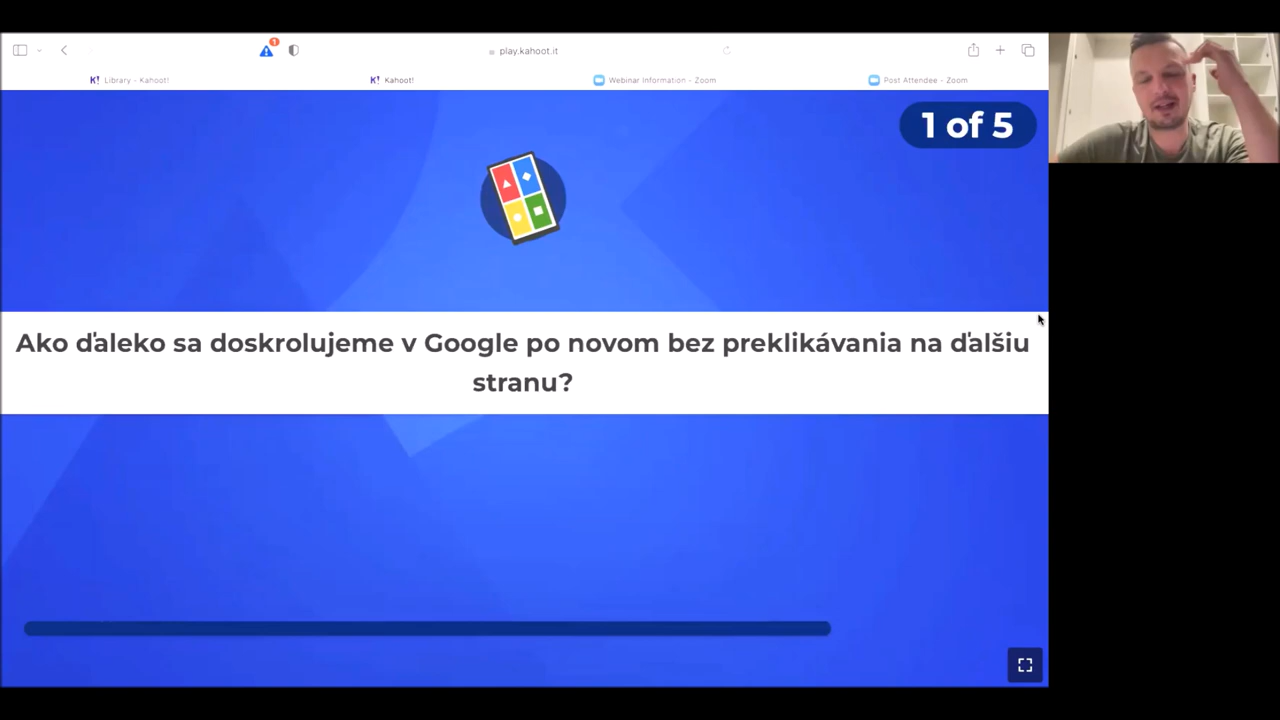 1
play.kahoot.it
K! Library - Kahoot!
K! Kahoot!
Webinar Information - Zoom
Post Attendee - Zoom
1 of 5
Ako ďaleko sa doskrolujeme v Google po novom bez preklikávania na ďalšiu
stranu?